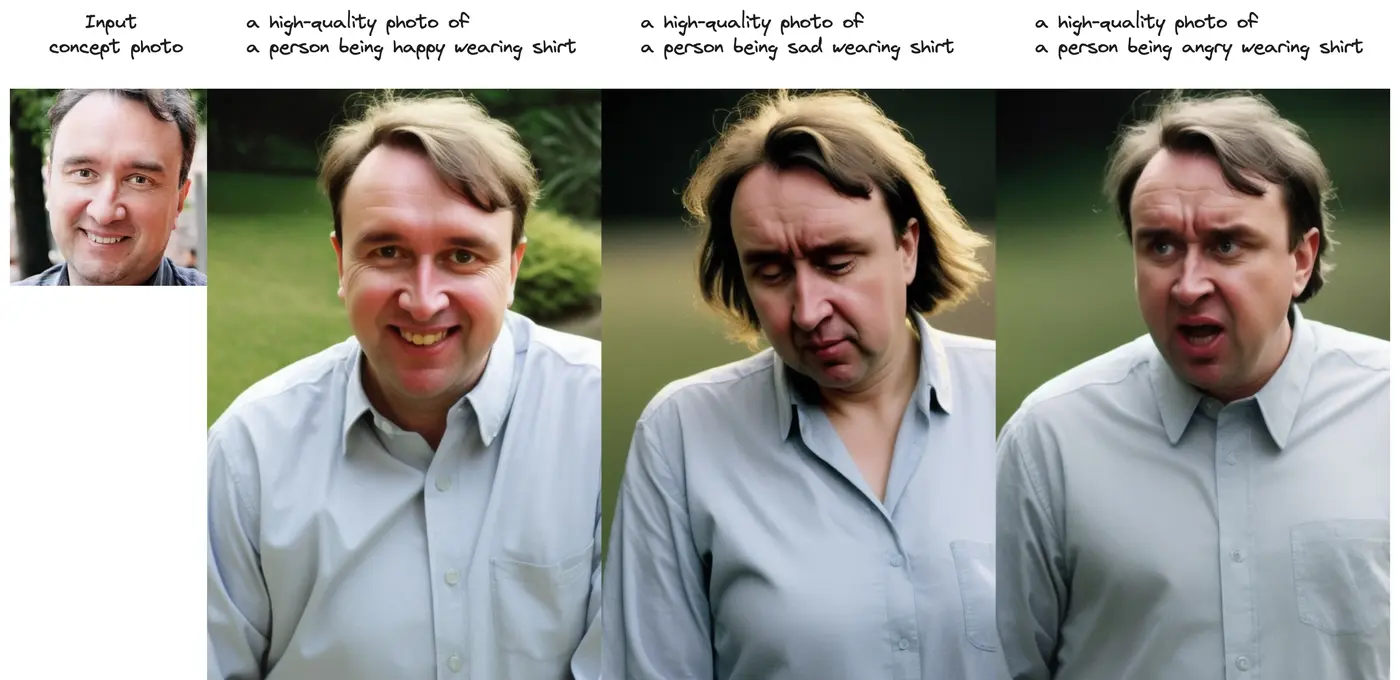 Input
concept photo
a high-quality photo of
a person being happy wearing shirt
a high-quality photo of
a person being sad wearing shirt
a high-quality photo of
a person being angry wearing shirt